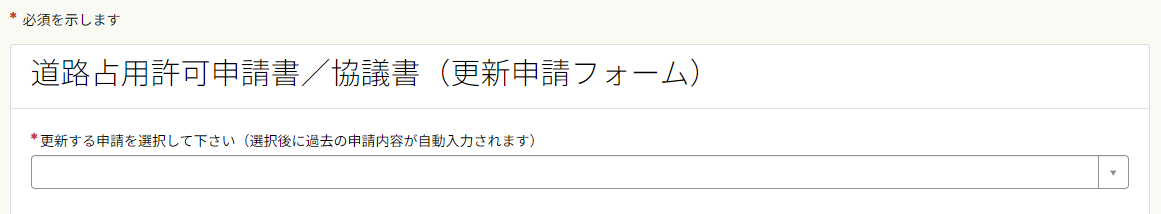 * 必須を示します
道路占用許可申請書／協議書（更新申請フォーム）
*更新する申請を選択して下さい（選択後に過去の申請内容が自動入力されます）